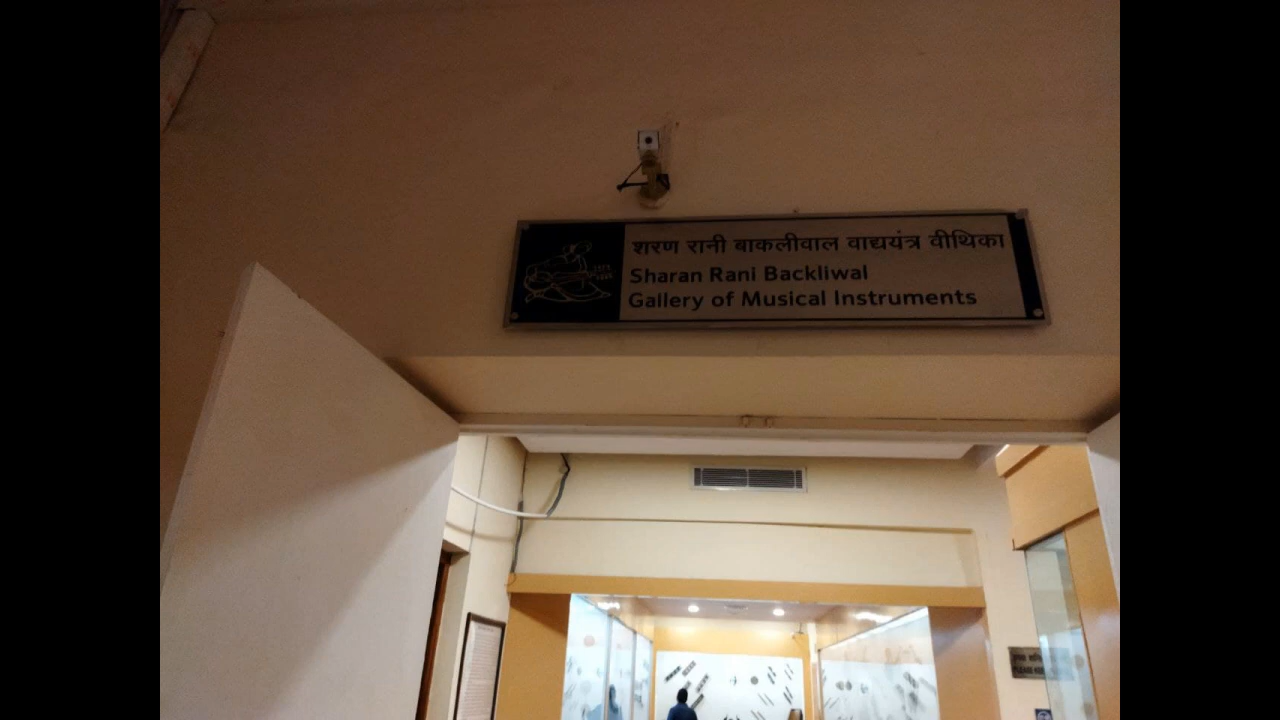 शरण रानी बाकलीवाल वाद्ययंत्र वीथिका
Sharan Rani Backliwal
Gallery of Musical Instruments